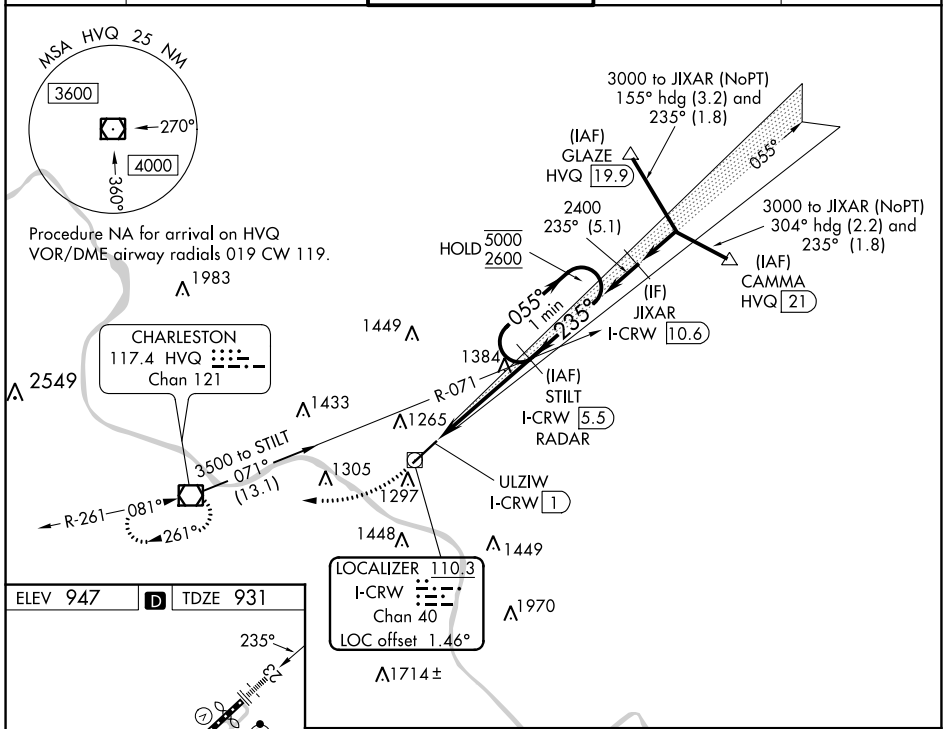 MSA HVQ 25 NM
3600
270°
4000
360°
Procedure NA for arrival on HVQ
VOR/DME airway radials 019 CW 119.
1983
3000 to JIXAR (NoPT)
155° hdg (3.2) and
235° (1.8)
(IAF)
GLAZE
HVQ 19.9
055°
2400
235° (5.1)
3000 to JIXAR (NoPT)
304° hdg (2.2) and
235° (1.8)
HOLD 5000
2600
(IAF)
CAMMA
HVQ 21
(IF)
JIXAR
I-CRW 10.6
055°
1 min
235°
1449
1384
CHARLESTON
117.4 HVQ
Chan 121
2549
R-071
(IAF)
STILT
I-CRW 5.5
RADAR
1433
1265
3500 to STILT
071°
(13.1)
1305
1297
ULZIW
I-CRW 1
R-261
081°
261°
1448
1449
LOCALIZER 110.3
I-CRW
Chan 40
LOC offset 1.46°
1970
1714±
ELEV 947 D TDZE 931
235°
23
V